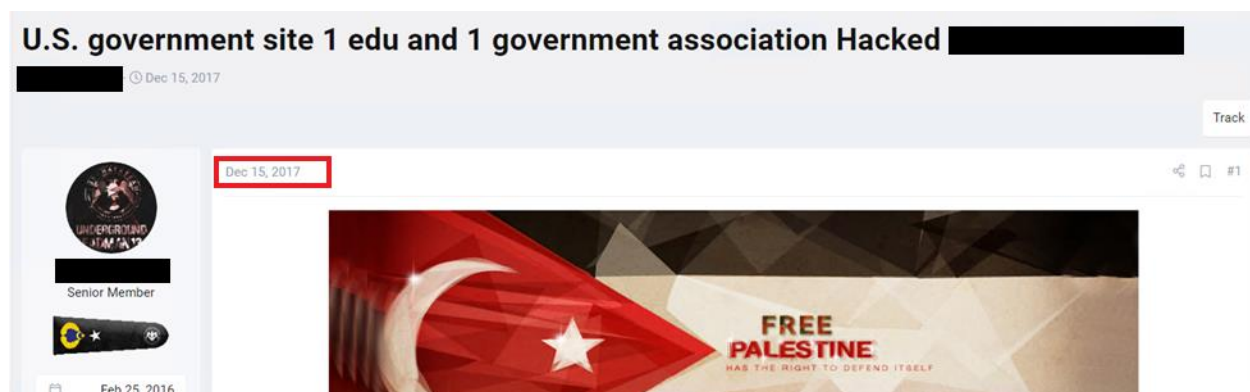 U.S. government site 1 edu and 1 government association Hacked
Dec 15, 2017
Track
Dec 15, 2017
#1
UNDERGROUND
Senior Member
FREE
PALESTINE
HAS THE RIGHT TO DEFEND ITSELF
Feb 25, 2016